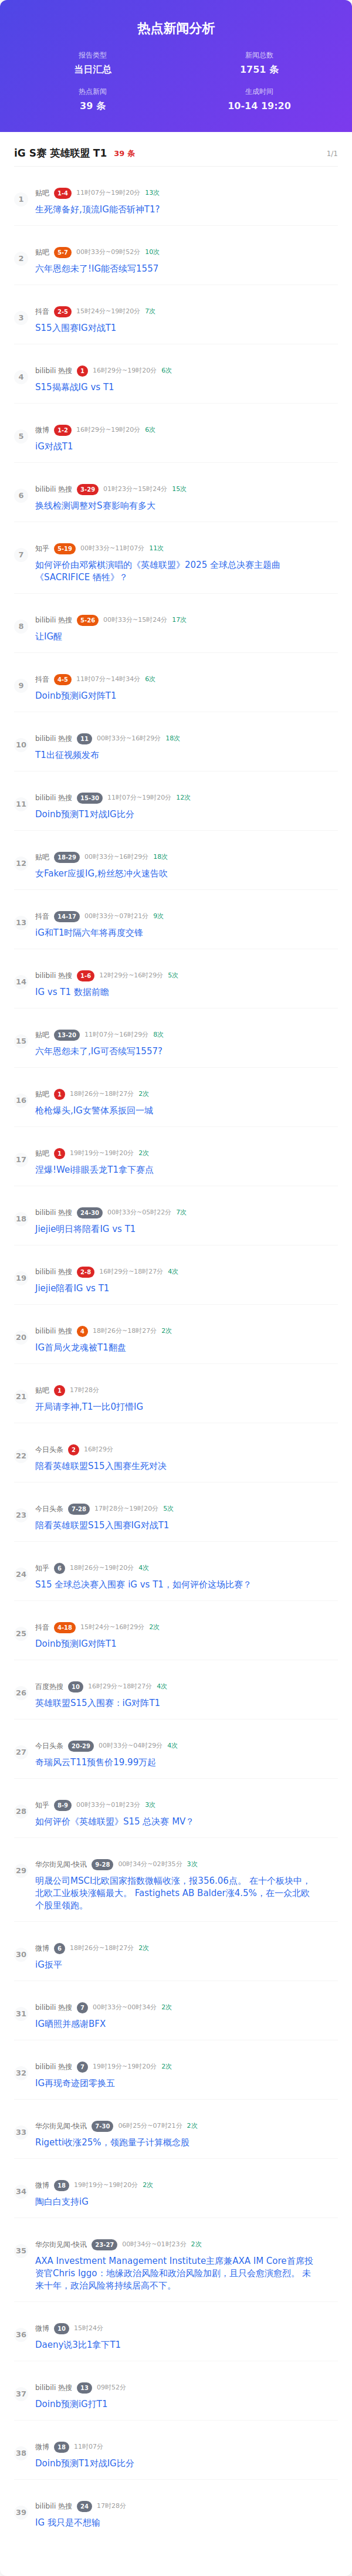 热点新闻分析
报告类型
新闻总数
当日汇总
1751 条
热点新闻
生成时间
39 条
10-14 19:20
iG S赛 英雄联盟 T1 39 条 1/1
1 贴吧 1-4 11时07分~19时20分 13次
生死簿备好,顶流IG能否斩神T1?
2 贴吧 5-7 00时33分~09时52分 10次
六年恩怨未了!IG能否续写1557
3 抖音 2-5 15时24分~19时20分 7次
S15入围赛IG对战T1
4 bilibili 热搜 1 16时29分~19时20分 6次
S15揭幕战IG vs T1
5 微博 1-2 16时29分~19时20分 6次
iG对战T1
6 bilibili 热搜 3-29 01时23分~15时24分 15次
换线检测调整对S赛影响有多大
7 知乎 5-19 00时33分~11时07分 11次
如何评价由邓紫棋演唱的《英雄联盟》2025 全球总决赛主题曲
《SACRIFICE 牺牲》？
8 bilibili 热搜 5-26 00时33分~15时24分 17次
让IG醒
9 抖音 4-5 11时07分~14时34分 6次
Doinb预测iG对阵T1
10 bilibili 热搜 11 00时33分~16时29分 18次
T1出征视频发布
11 bilibili 热搜 15-30 11时07分~19时20分 12次
Doinb预测T1对战IG比分
12 贴吧 18-29 00时33分~16时29分 18次
女Faker应援IG,粉丝怒冲火速告吹
13 抖音 14-17 00时33分~07时21分 9次
iG和T1时隔六年将再度交锋
14 bilibili 热搜 1-6 12时29分~16时29分 5次
IG vs T1 数据前瞻
15 贴吧 13-20 11时07分~16时29分 8次
六年恩怨未了,IG可否续写1557?
16 贴吧 1 18时26分~18时27分 2次
枪枪爆头,IG女警体系扳回一城
17 贴吧 1 19时19分~19时20分 2次
涅爆!Wei排眼丢龙T1拿下赛点
18 bilibili 热搜 24-30 00时33分~05时22分 7次
Jiejie明日将陪看IG vs T1
19 bilibili 热搜 2-8 16时29分~18时27分 4次
Jiejie陪看IG vs T1
20 bilibili 热搜 4 18时26分~18时27分 2次
IG首局火龙魂被T1翻盘
21 贴吧 1 17时28分
开局请李神,T1一比0打懵IG
22 今日头条 2 16时29分
陪看英雄联盟S15入围赛生死对决
23 今日头条 7-28 17时28分~19时20分 5次
陪看英雄联盟S15入围赛IG对战T1
24 知乎 6 18时26分~19时20分 4次
S15 全球总决赛入围赛 iG vs T1，如何评价这场比赛？
25 抖音 4-18 15时24分~16时29分 2次
Doinb预测IG对阵T1
26 百度热搜 10 16时29分~18时27分 4次
英雄联盟S15入围赛：iG对阵T1
27 今日头条 20-29 00时33分~04时29分 4次
奇瑞风云T11预售价19.99万起
28 知乎 8-9 00时33分~01时23分 3次
如何评价《英雄联盟》S15 总决赛 MV？
29 华尔街见闻-快讯 9-28 00时34分~02时35分 3次
明晟公司MSCI北欧国家指数微幅收涨，报356.06点。 在十个板块中，
北欧工业板块涨幅最大。 Fastighets AB Balder涨4.5%，在一众北欧
个股里领跑。
30 微博 6 18时26分~18时27分 2次
iG扳平
31 bilibili 热搜 7 00时33分~00时34分 2次
IG晒照并感谢BFX
32 bilibili 热搜 7 19时19分~19时20分 2次
IG再现奇迹团零换五
33 华尔街见闻-快讯 7-30 06时25分~07时21分 2次
Rigetti收涨25%，领跑量子计算概念股
34 微博 18 19时19分~19时20分 2次
陶白白支持iG
35 华尔街见闻-快讯 23-27 00时34分~01时23分 2次
AXA Investment Management Institute主席兼AXA IM Core首席投
资官Chris Iggo：地缘政治风险和政治风险加剧，且只会愈演愈烈。 未
来十年，政治风险将持续居高不下。
36 微博 10 15时24分
Daeny说3比1拿下T1
37 bilibili 热搜 13 09时52分
Doinb预测iG打T1
38 微博 18 11时07分
Doinb预测T1对战IG比分
39 bilibili 热搜 24 17时28分
IG 我只是不想输